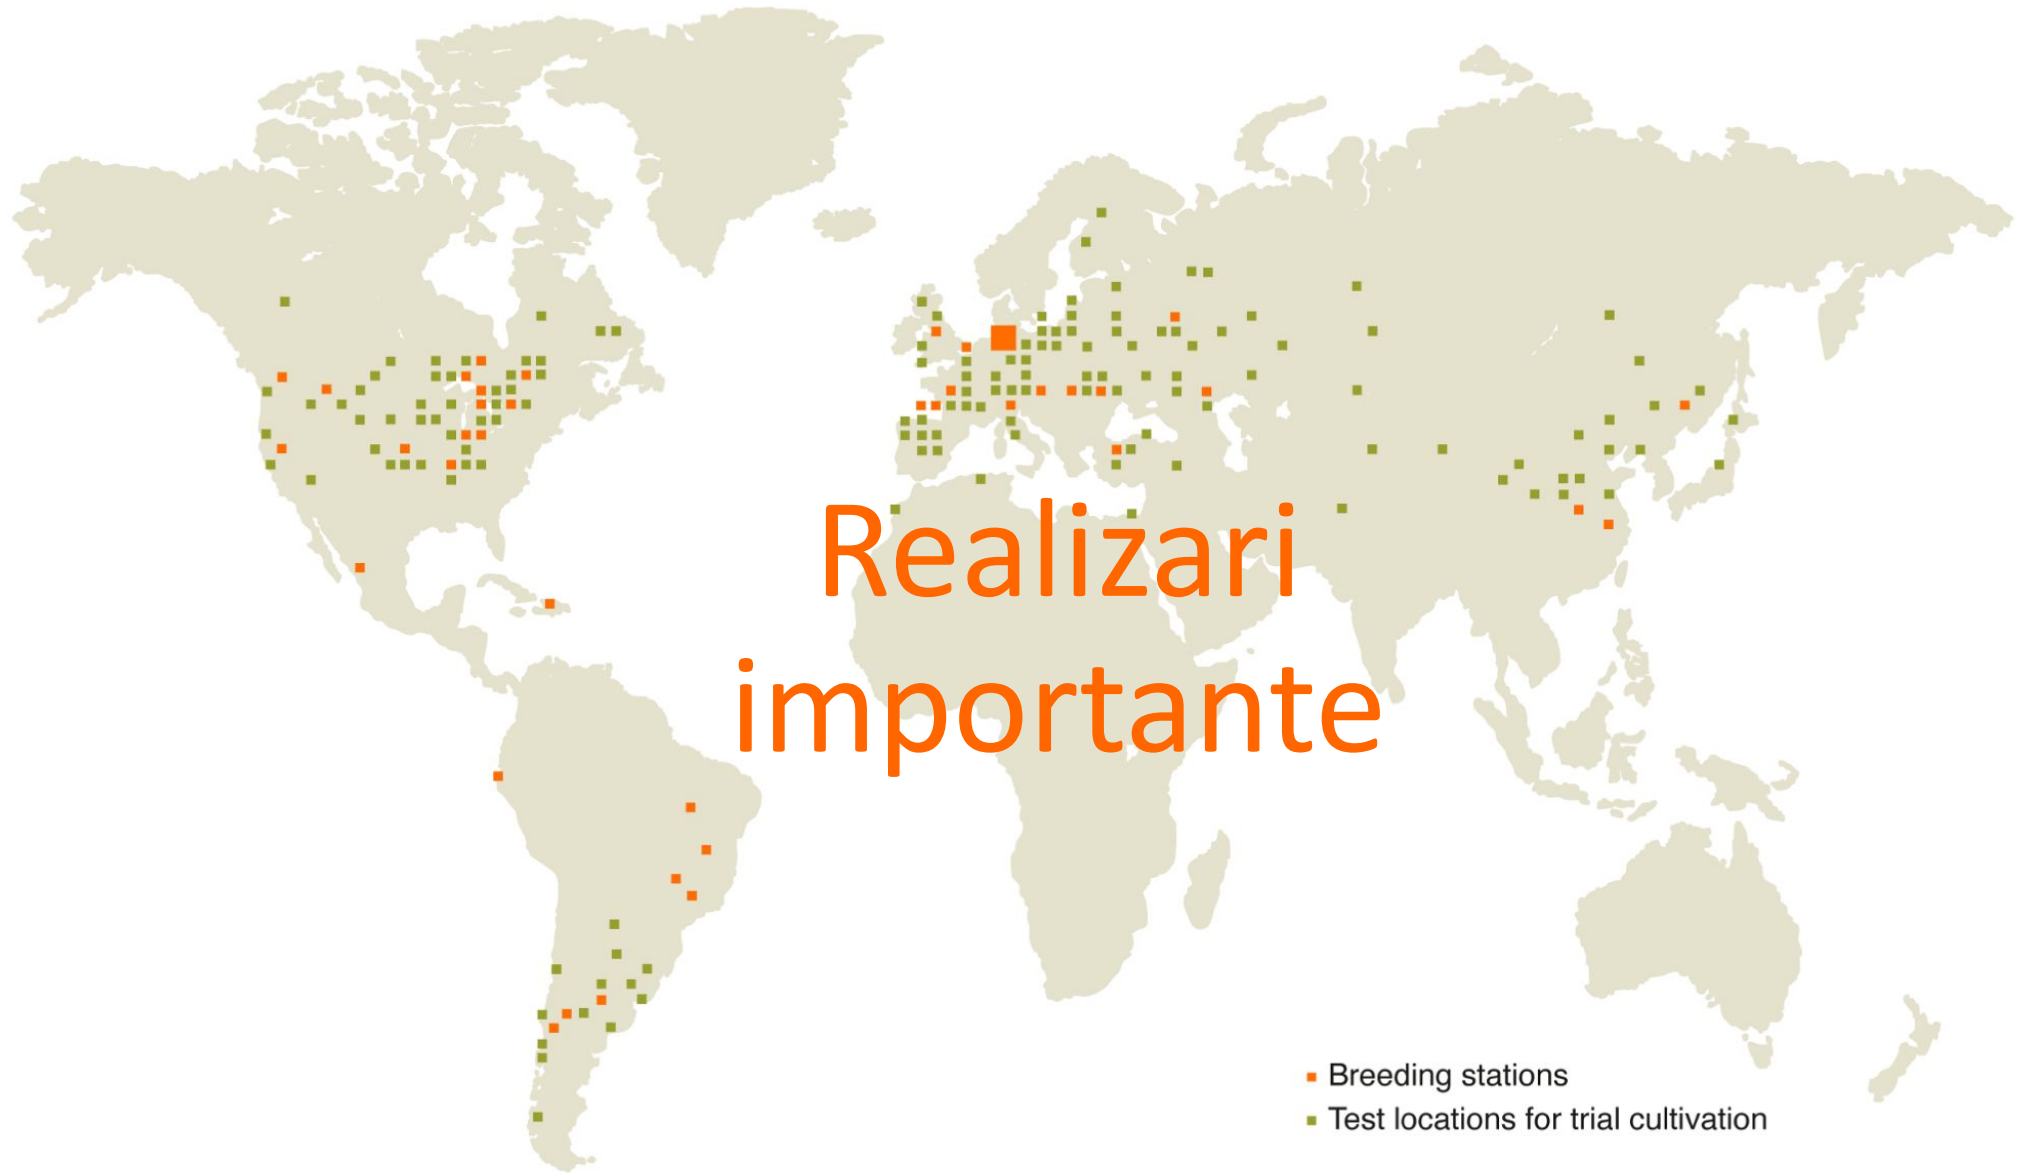 Realizari
importante
Breeding stations
Test locations for trial cultivation